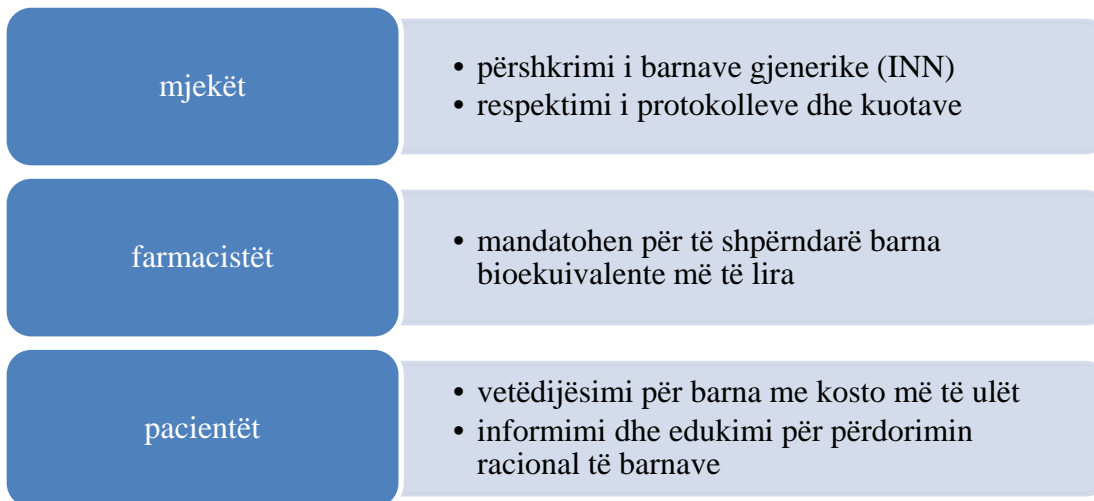 mjekët
• përshkrimi i barnave gjenerike (INN)
• respektimi i protokolleve dhe kuotave
farmacistët
• mandatohen për të shpërndarë barna
bioekuivalente më të lira
pacientët
• vetëdijësimi për barna me kosto më të ulët
• informimi dhe edukimi për përdorimin
racional të barnave